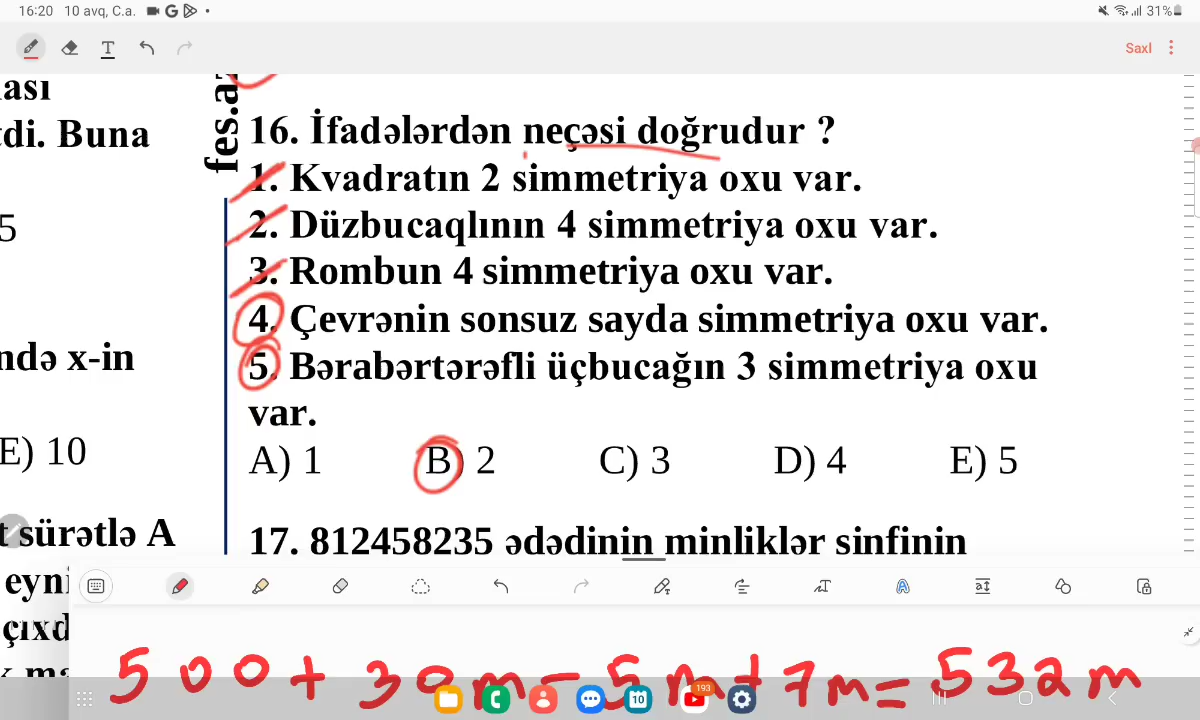 16:20 10 avq, C.a. 31%
T Saxl
ası
di. Buna
5
ndə x-in
E) 10
t sürətlə A
eyni
çıxd
fes.a
16. İfadələrdən neçəsi doğrudur ?
1. Kvadratın 2 simmetriya oxu var.
2. Düzbucaqlının 4 simmetriya oxu var.
3. Rombun 4 simmetriya oxu var.
4. Çevrənin sonsuz sayda simmetriya oxu var.
5. Bərabərtərəfli üçbucağın 3 simmetriya oxu
var.
A) 1 B) 2 C) 3 D) 4 E) 5
17. 812458235 ədədinin minliklər sinfinin
500 + 30m - 5m + 7m = 532m
10 193